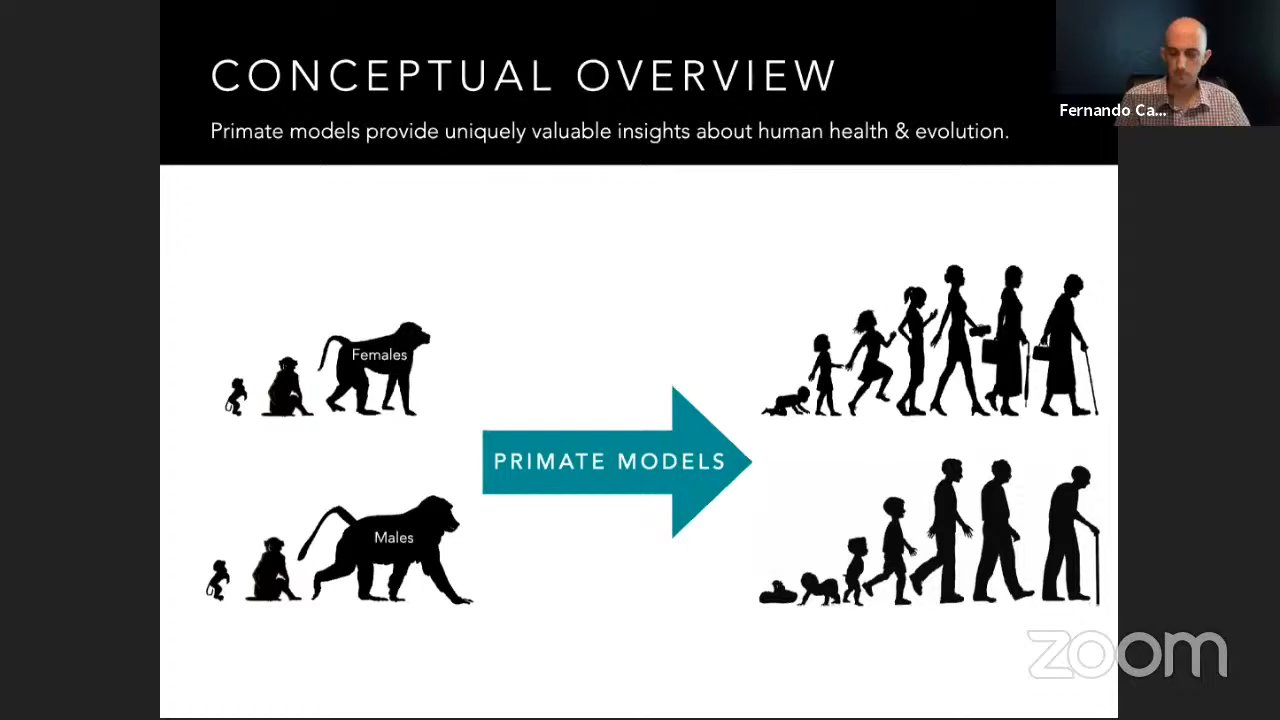 CONCEPTUAL OVERVIEW
Primate models provide uniquely valuable insights about human health & evolution.
Fernando Ca...
Females
PRIMATE MODELS
Males
zoom